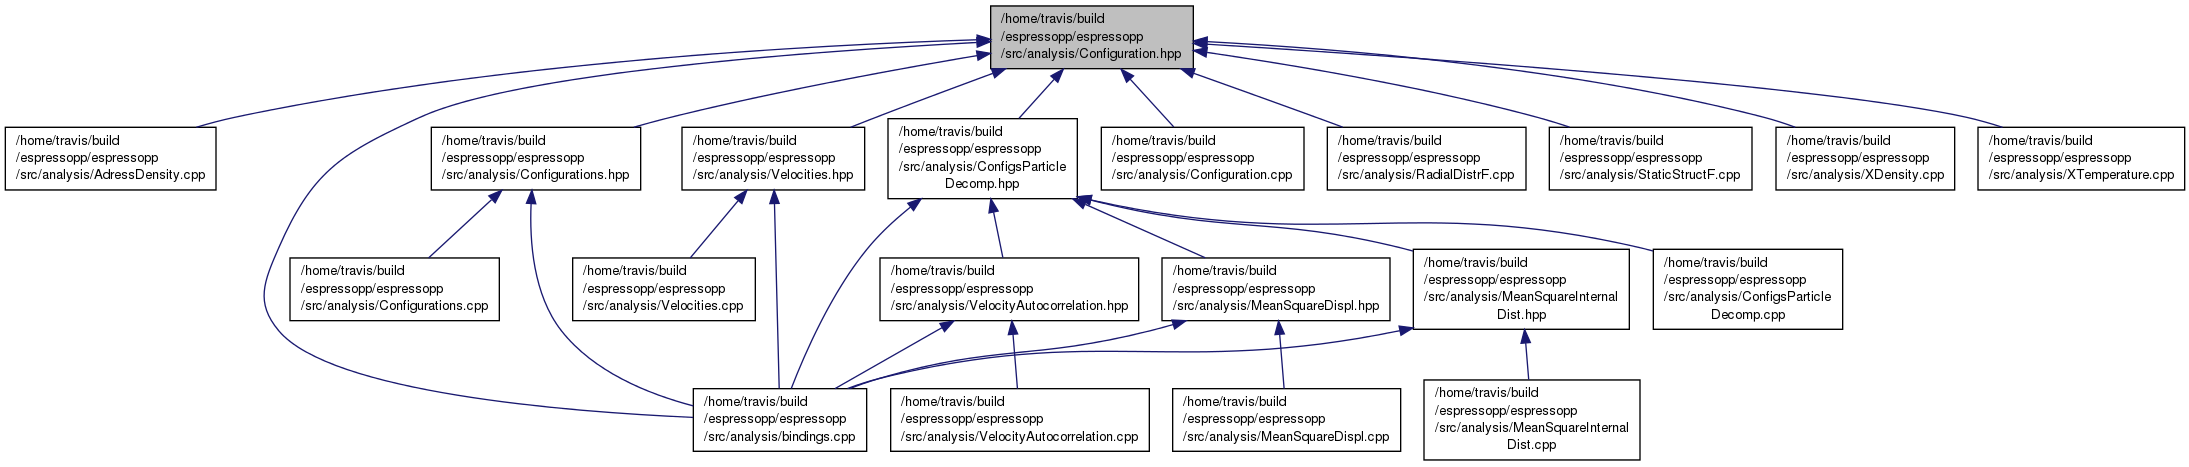 /home/travis/build
/espressopp/espressopp
/src/analysis/Configuration.hpp
/home/travis/build
/espressopp/espressopp
/src/analysis/AdressDensity.cpp
/home/travis/build
/espressopp/espressopp
/src/analysis/Configurations.hpp
/home/travis/build
/espressopp/espressopp
/src/analysis/Velocities.hpp
/home/travis/build
/espressopp/espressopp
/src/analysis/ConfigsParticle
Decomp.hpp
/home/travis/build
/espressopp/espressopp
/src/analysis/Configuration.cpp
/home/travis/build
/espressopp/espressopp
/src/analysis/RadialDistrF.cpp
/home/travis/build
/espressopp/espressopp
/src/analysis/StaticStructF.cpp
/home/travis/build
/espressopp/espressopp
/src/analysis/XDensity.cpp
/home/travis/build
/espressopp/espressopp
/src/analysis/XTemperature.cpp
/home/travis/build
/espressopp/espressopp
/src/analysis/Configurations.cpp
/home/travis/build
/espressopp/espressopp
/src/analysis/Velocities.cpp
/home/travis/build
/espressopp/espressopp
/src/analysis/VelocityAutocorrelation.hpp
/home/travis/build
/espressopp/espressopp
/src/analysis/MeanSquareDispl.hpp
/home/travis/build
/espressopp/espressopp
/src/analysis/MeanSquareInternal
Dist.hpp
/home/travis/build
/espressopp/espressopp
/src/analysis/ConfigsParticle
Decomp.cpp
/home/travis/build
/espressopp/espressopp
/src/analysis/bindings.cpp
/home/travis/build
/espressopp/espressopp
/src/analysis/VelocityAutocorrelation.cpp
/home/travis/build
/espressopp/espressopp
/src/analysis/MeanSquareDispl.cpp
/home/travis/build
/espressopp/espressopp
/src/analysis/MeanSquareInternal
Dist.cpp